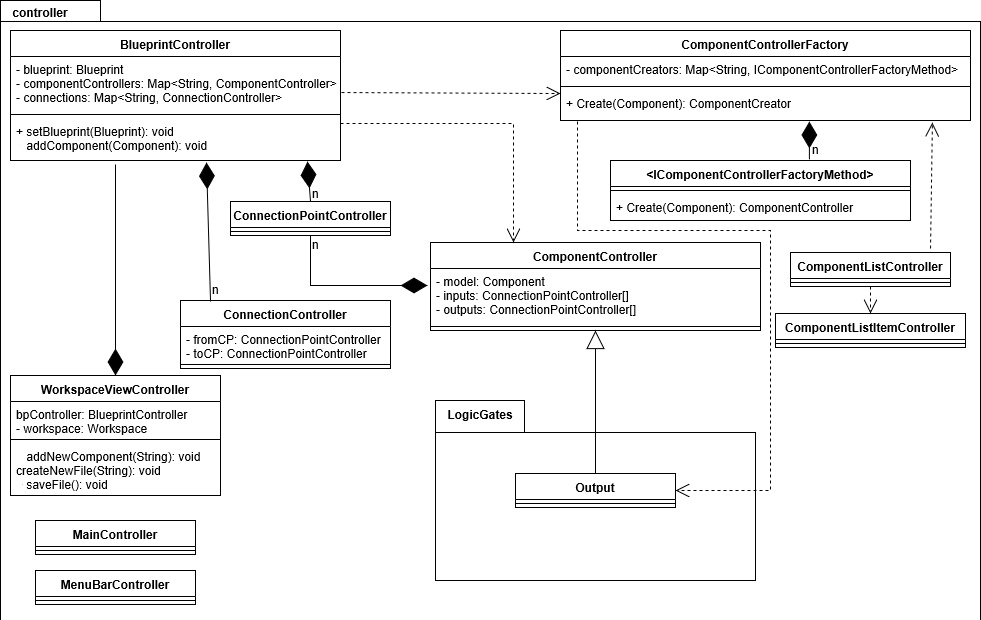 controller
BlueprintController
- blueprint: Blueprint
- componentControllers: Map<String, ComponentController>
- connections: Map<String, ConnectionController>
+ setBlueprint(Blueprint): void
addComponent(Component): void
ComponentControllerFactory
- componentCreators: Map<String, IComponentControllerFactoryMethod>
+ Create(Component): ComponentCreator
n
<IComponentControllerFactoryMethod>
+ Create(Component): ComponentController
n
ConnectionPointController
n
ComponentController
- model: Component
- inputs: ConnectionPointController[]
- outputs: ConnectionPointController[]
ComponentListController
ComponentListItemController
n
ConnectionController
- fromCP: ConnectionPointController
- toCP: ConnectionPointController
WorkspaceViewController
bpController: BlueprintController
- workspace: Workspace
addNewComponent(String): void
createNewFile(String): void
saveFile(): void
LogicGates
Output
MainController
MenuBarController